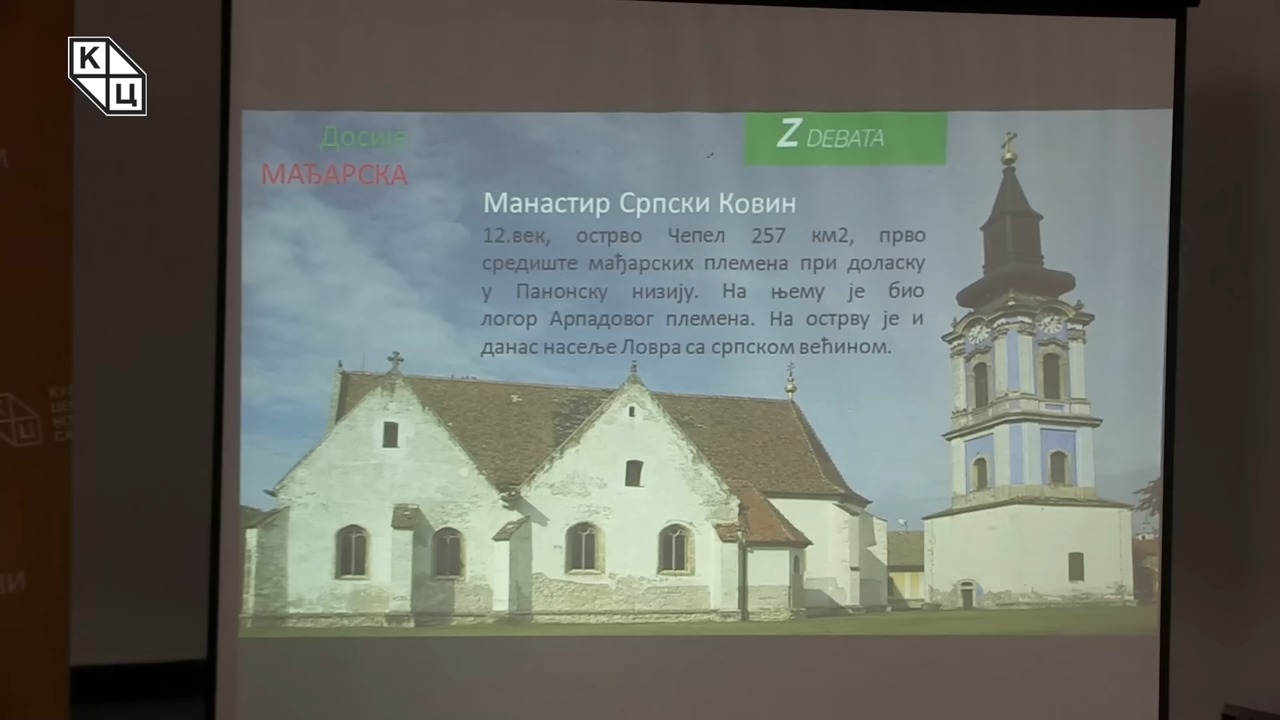 К
Ц
Досије
МАЂАРСКА
Z DEBATA
Манастир Српски Ковин
12.век, острво Чепел 257 км2, прво
средиште мађарских племена при доласку
у Панонску низију. На њему је био
логор Арпадовог племена. На острву је и
данас насеље Ловра са српском већином.